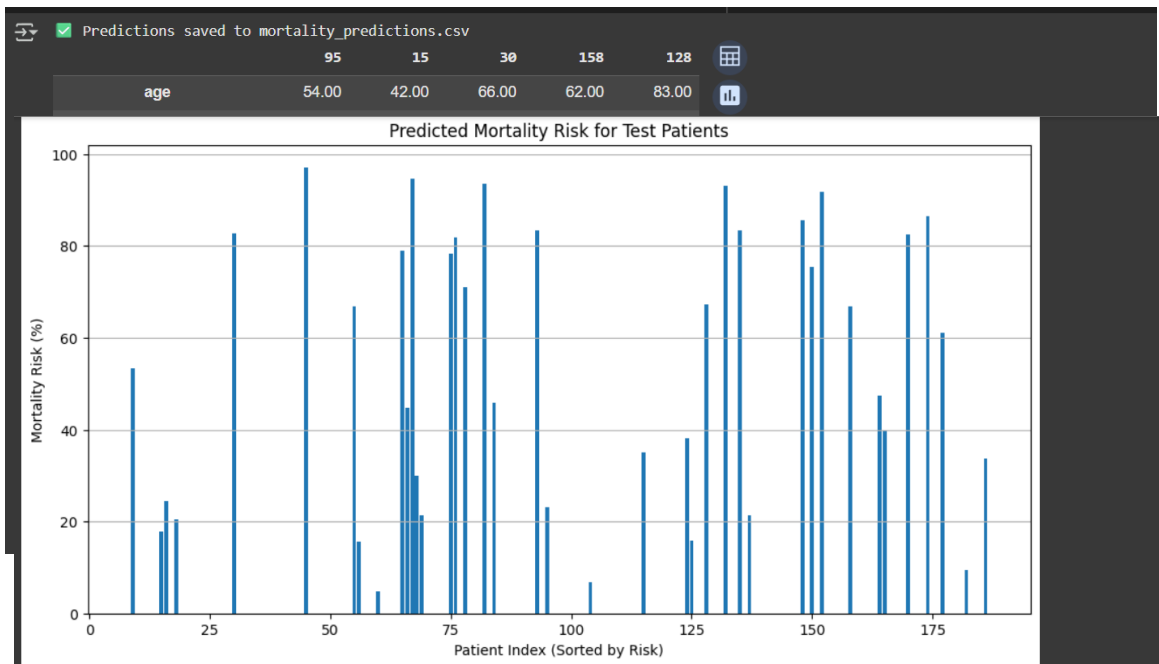 ✅ Predictions saved to mortality_predictions.csv
95 15 30 158 128
age 54.00 42.00 66.00 62.00 83.00
Predicted Mortality Risk for Test Patients
Mortality Risk (%)
100
80
60
40
20
0
0 25 50 75 100 125 150 175
Patient Index (Sorted by Risk)